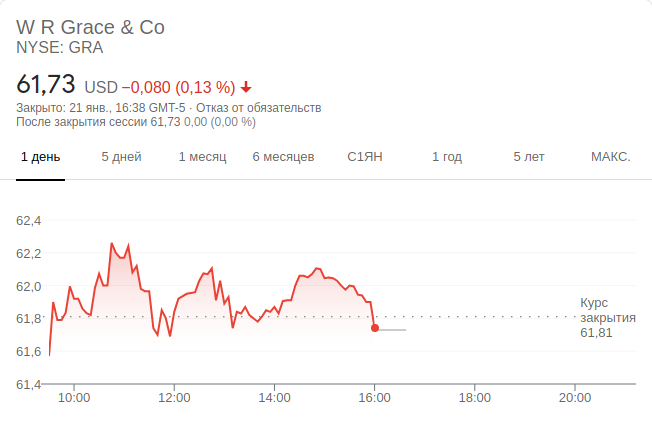 W R Grace & Co
NYSE: GRA
61,73 USD −0,080 (0,13 %)
Закрыто: 21 янв., 16:38 GMT-5 · Отказ от обязательств
После закрытия сессии 61,73 0,00 (0,00 %)
1 день 5 дней 1 месяц 6 месяцев С1ЯН 1 год 5 лет МАКС.
62,4
62,2
62,0
61,8
61,6
61,4
Курс
закрытия
61,81
10:00 12:00 14:00 16:00 18:00 20:00